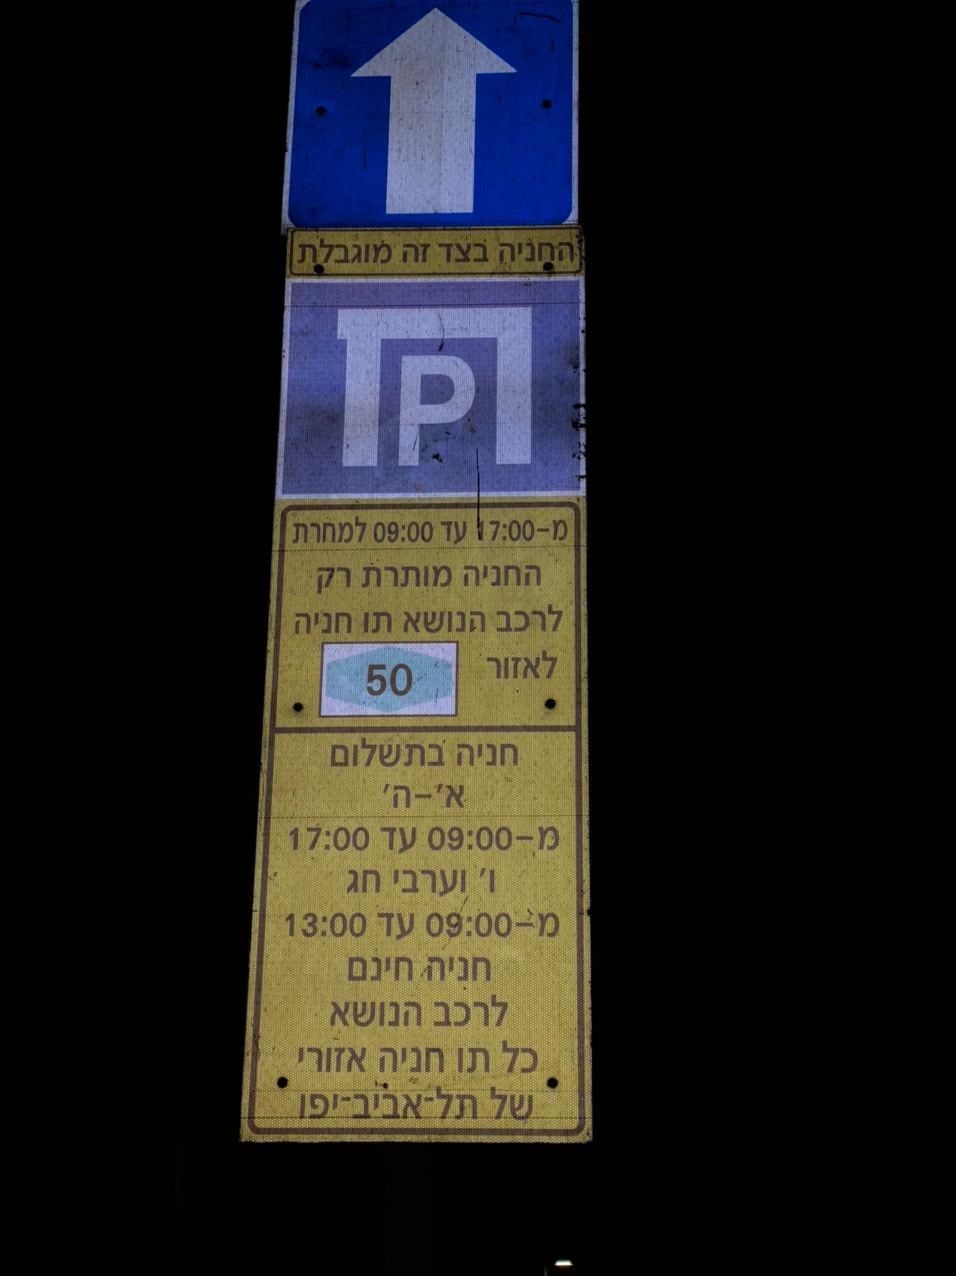 החניה בצד זה מוגבלת
P
מ-17:00 עד 09:00 למחרת
החניה מותרת רק
לרכב הנושא תו חניה
לאזור 50
חניה בתשלום
א'-ה'
מ-09:00 עד 17:00
ו' וערבי חג
מ-09:00 עד 13:00
חניה חינם
לרכב הנושא
כל תו חניה אזורי
של תל-אביב-יפו